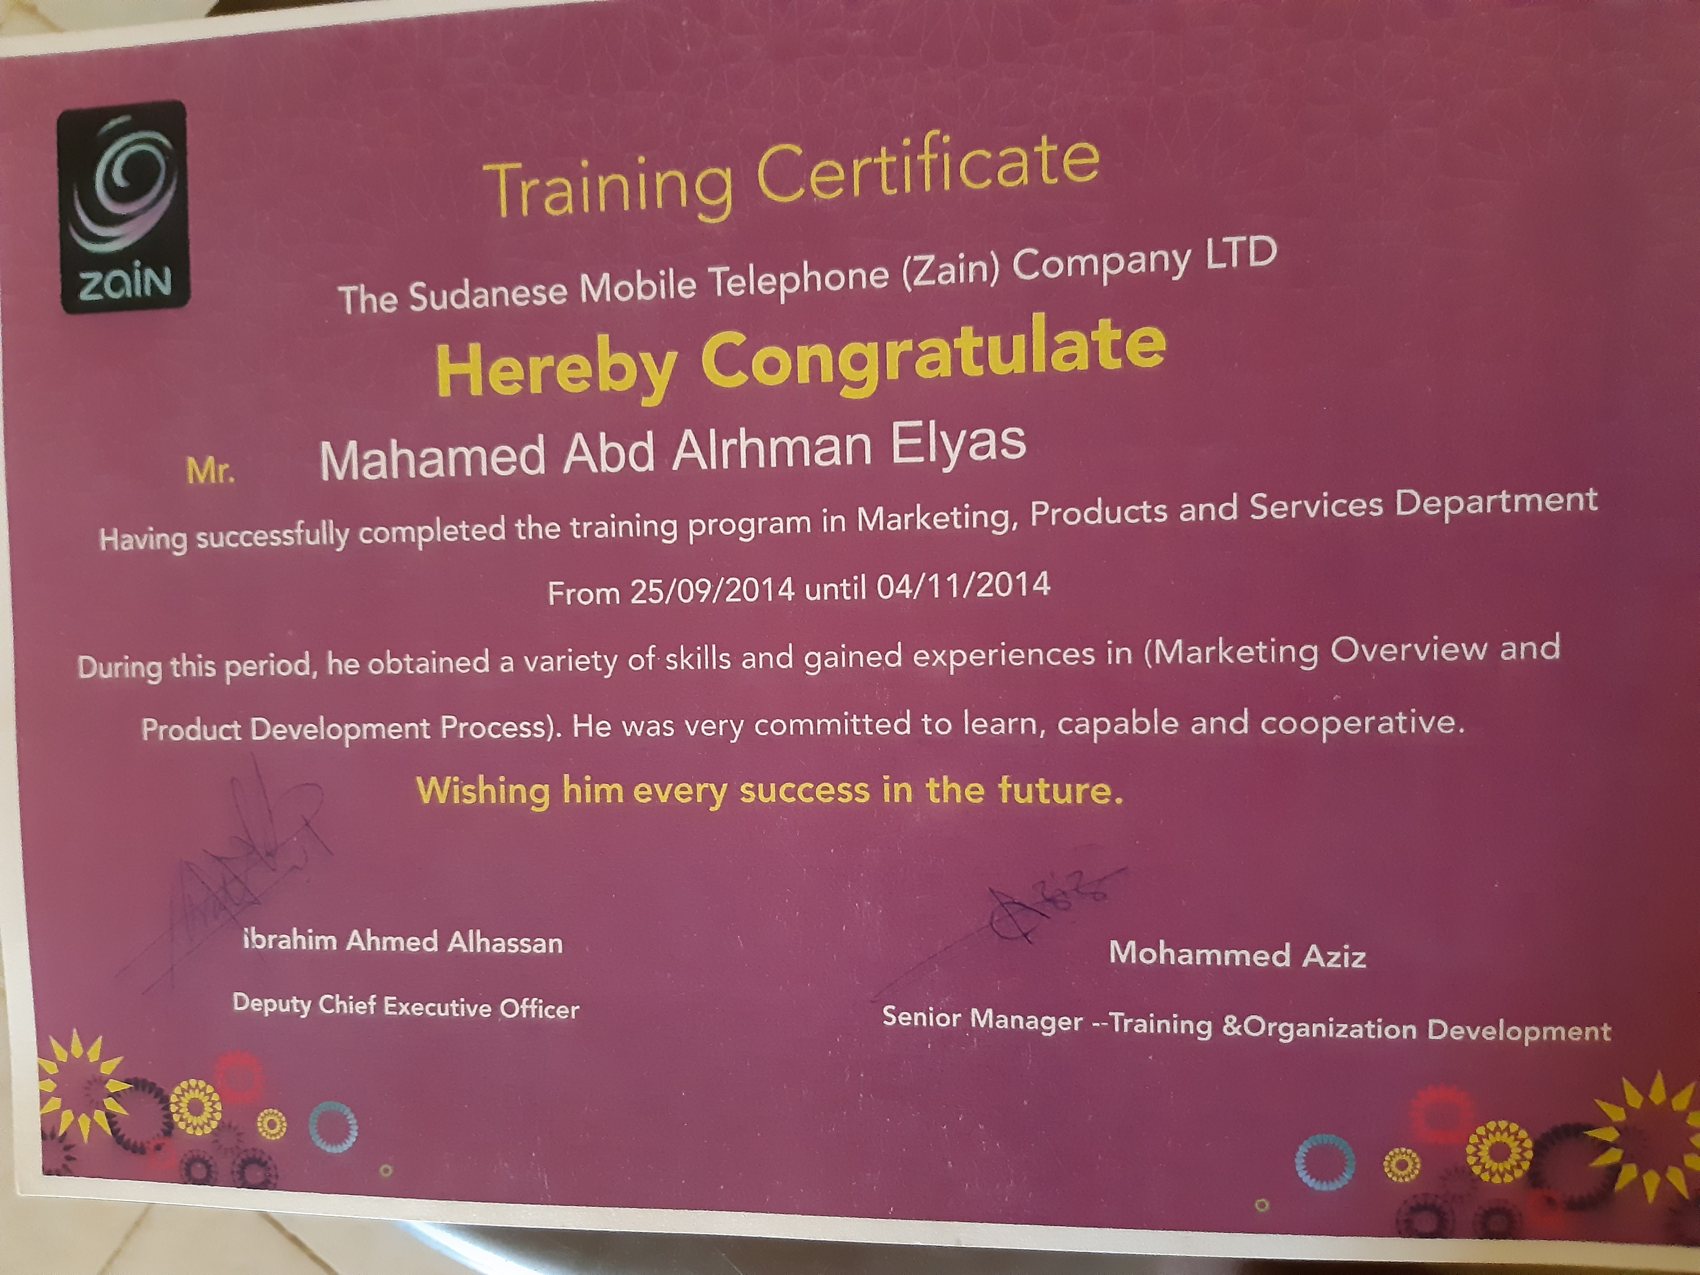 zain
Training Certificate
The Sudanese Mobile Telephone (Zain) Company LTD
Hereby Congratulate
Mr. Mahamed Abd Alrhman Elyas
Having successfully completed the training program in Marketing, Products and Services Department
From 25/09/2014 until 04/11/2014
During this period, he obtained a variety of skills and gained experiences in (Marketing Overview and
Product Development Process). He was very committed to learn, capable and cooperative.
Wishing him every success in the future.
Aziz
Ibrahim Ahmed Alhassan
Mohammed Aziz
Deputy Chief Executive Officer
Senior Manager --Training &Organization Development